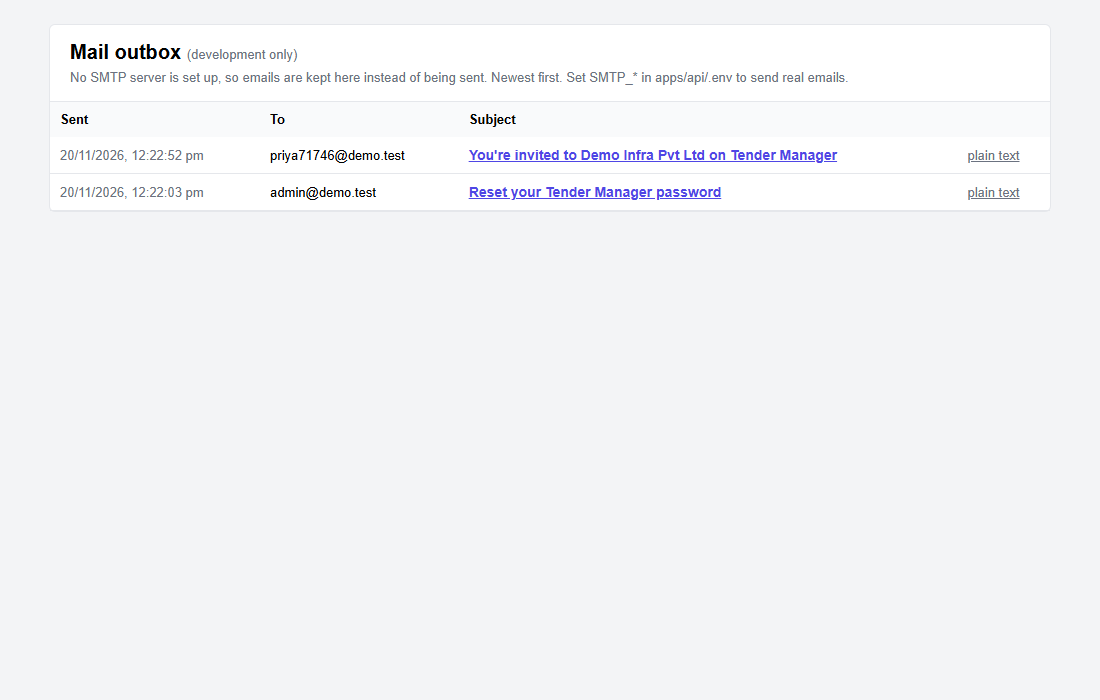 Mail outbox (development only)
No SMTP server is set up, so emails are kept here instead of being sent. Newest first. Set SMTP_* in apps/api/.env to send real emails.
Sent To Subject
20/11/2026, 12:22:52 pm priya71746@demo.test You're invited to Demo Infra Pvt Ltd on Tender Manager plain text
20/11/2026, 12:22:03 pm admin@demo.test Reset your Tender Manager password plain text